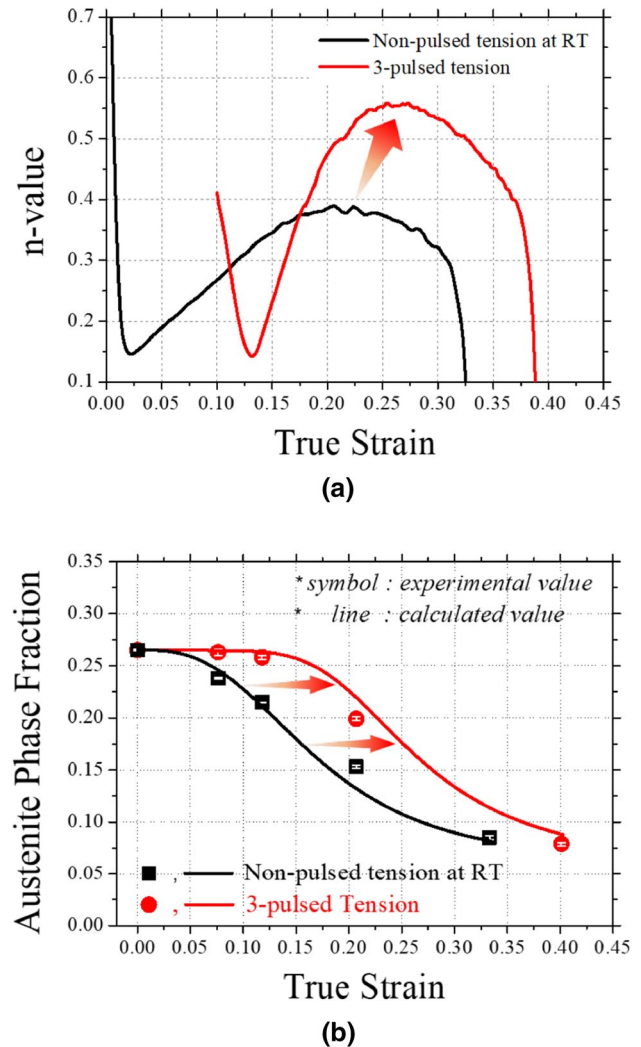 0.7
0.6
0.5
0.4
0.3
0.2
0.1
n-value
Non-pulsed tension at RT
3-pulsed tension
0.00 0.05 0.10 0.15 0.20 0.25 0.30 0.35 0.40 0.45
True Strain
(a)
0.35
0.30
0.25
0.20
0.15
0.10
0.05
0.00
Austenite Phase Fraction
* symbol : experimental value
* line : calculated value
, Non-pulsed tension at RT
, 3-pulsed Tension
0.00 0.05 0.10 0.15 0.20 0.25 0.30 0.35 0.40 0.45
True Strain
(b)